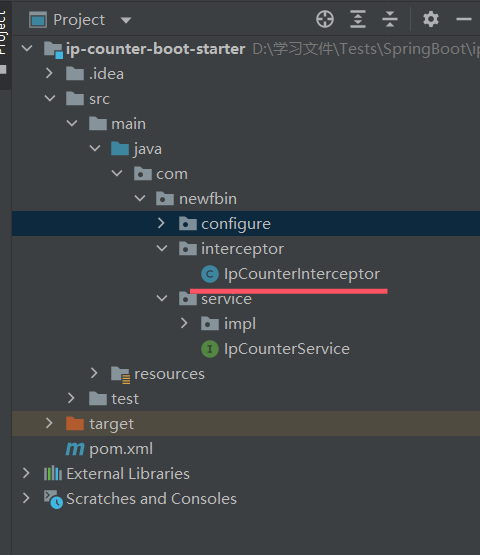 Project
Project
ip-counter-boot-starter D:\学习文件\Tests\SpringBoot\ip
.idea
src
main
java
com
newfbin
configure
interceptor
IpCounterInterceptor
service
impl
IpCounterService
resources
test
target
pom.xml
External Libraries
Scratches and Consoles